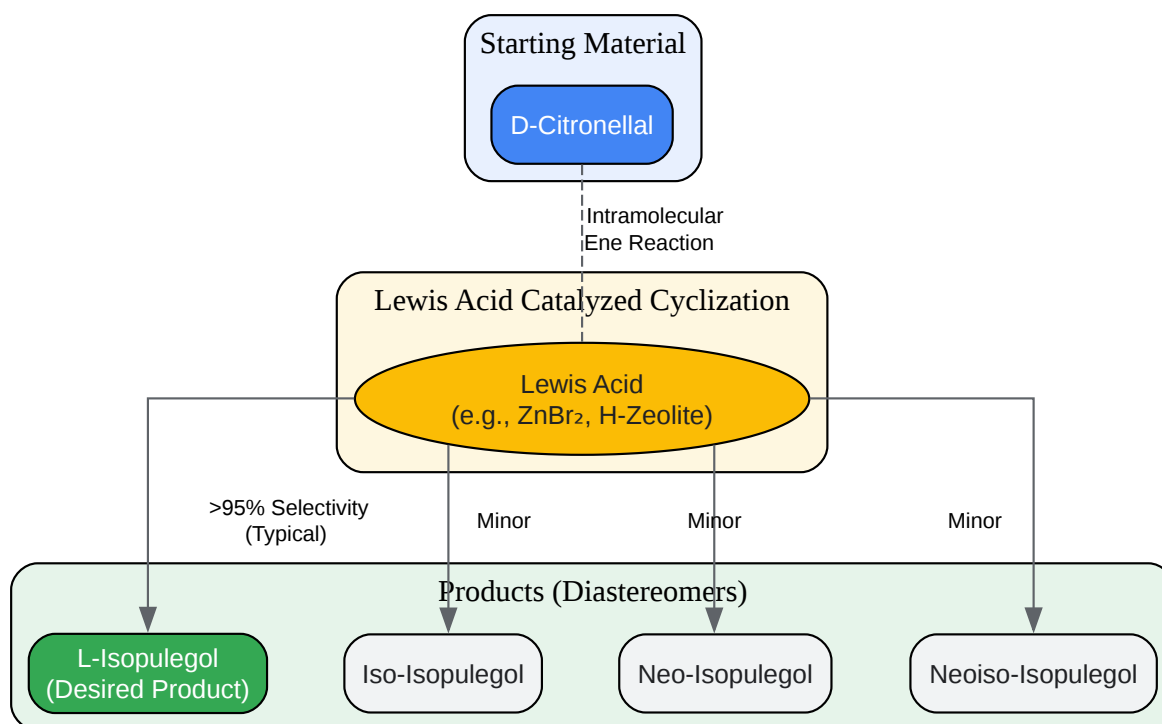 Starting Material
D-Citronellal
Intramolecular
Ene Reaction
Lewis Acid Catalyzed Cyclization
Lewis Acid
(e.g., ZnBr₂, H-Zeolite)
>95% Selectivity
(Typical)
Minor
Minor
Minor
Products (Diastereomers)
L-Isopulegol
(Desired Product)
Iso-Isopulegol
Neo-Isopulegol
Neoiso-Isopulegol